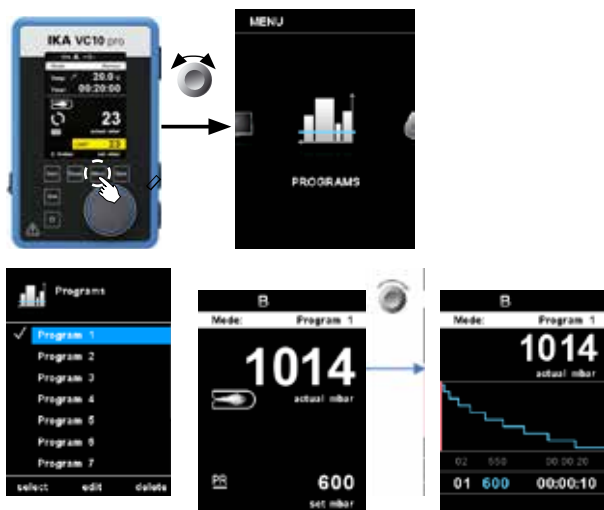 IKA VC10 pro
20.0
00:20:00
23
actual mbar
23
MENU
PROGRAMS
Programs
Program 1
Program 2
Program 3
Program 4
Program 5
Program 6
Program 7
select edit delete
B
Mode: Program 1
1014
actual mbar
PR
600
set mbar
B
Mode: Program 1
1014
actual mbar
02 550 00:00:20
01 600 00:00:10